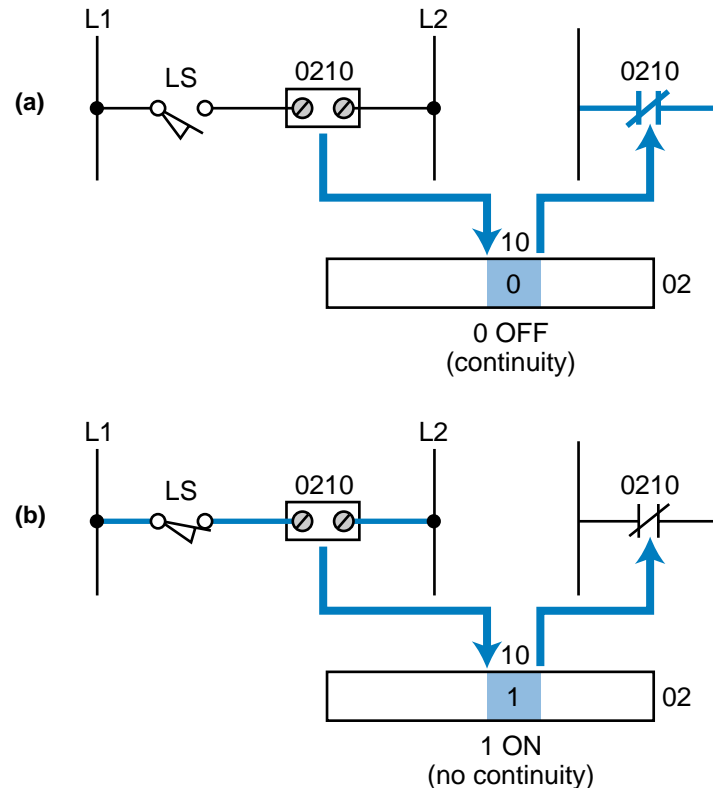 L1 L2
LS 0210 0210
(a)
10
0 02
0 OFF
(continuity)
L1 L2
LS 0210 0210
(b)
10
1 02
1 ON
(no continuity)